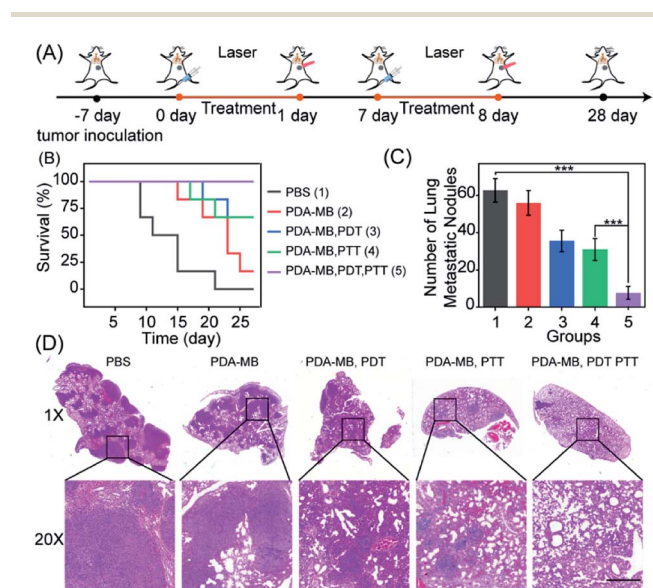 (A)
Laser
Laser
Treatment
Treatment
-7 day
0 day
1 day
7 day
8 day
28 day
tumor inoculation
(B)
Survival (%)
100
75
50
25
0
5
10
15
20
25
Time (day)
PBS (1)
PDA-MB (2)
PDA-MB,PDT (3)
PDA-MB,PTT (4)
PDA-MB,PDT,PTT (5)
(C)
Number of Lung
Metastatic Nodules
60
40
20
0
***
***
1
2
3
4
5
Groups
(D)
PBS
PDA-MB
PDA-MB, PDT
PDA-MB, PTT
PDA-MB, PDT PTT
1X
20X